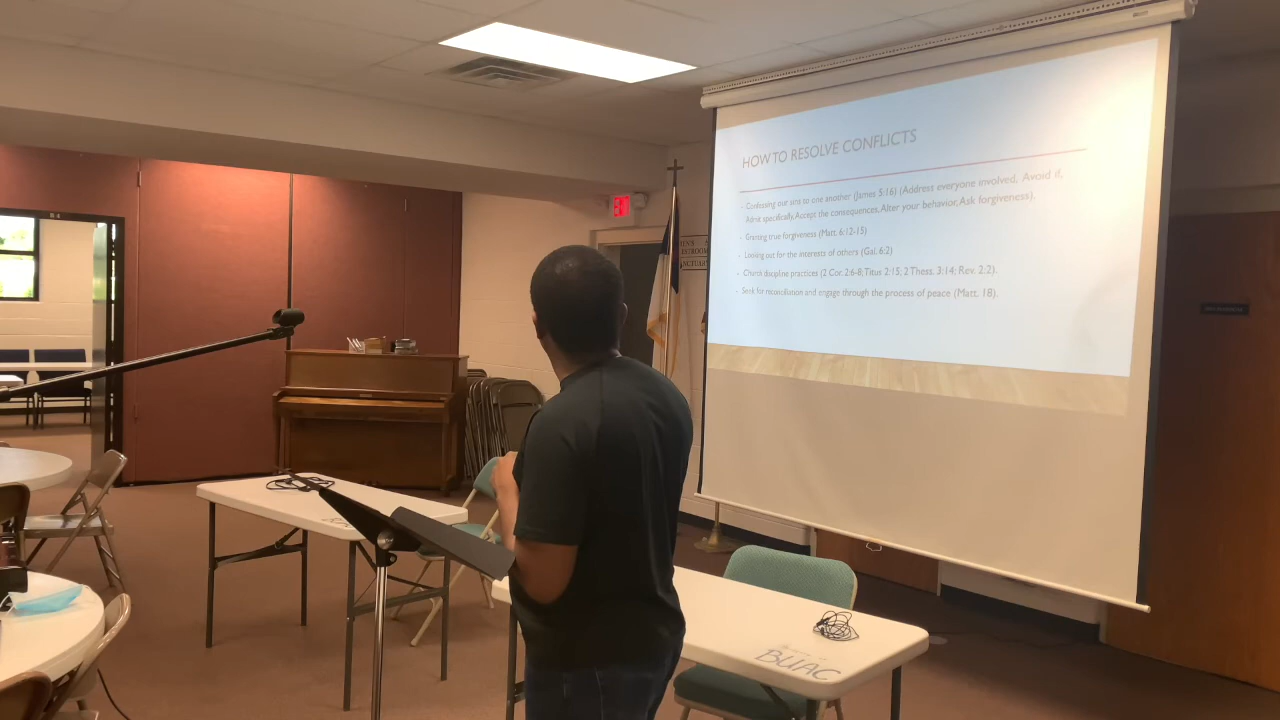 HOW TO RESOLVE CONFLICTS
- Confessing our sins to one another (James 5:16) (Address everyone involved. Avoid if,
Admit specifically. Accept the consequences. Alter your behavior. Ask forgiveness)
- Granting true forgiveness (Matt. 6:12-15)
- Looking out for the interests of others (Gal. 6:2)
- Church discipline practices (2 Cor. 2:6-8; Titus 2:15; 2 Thess. 3:14; Rev. 2:2).
- Seek for reconciliation and engage through the process of peace (Matt. 18).
EXIT
BUAC